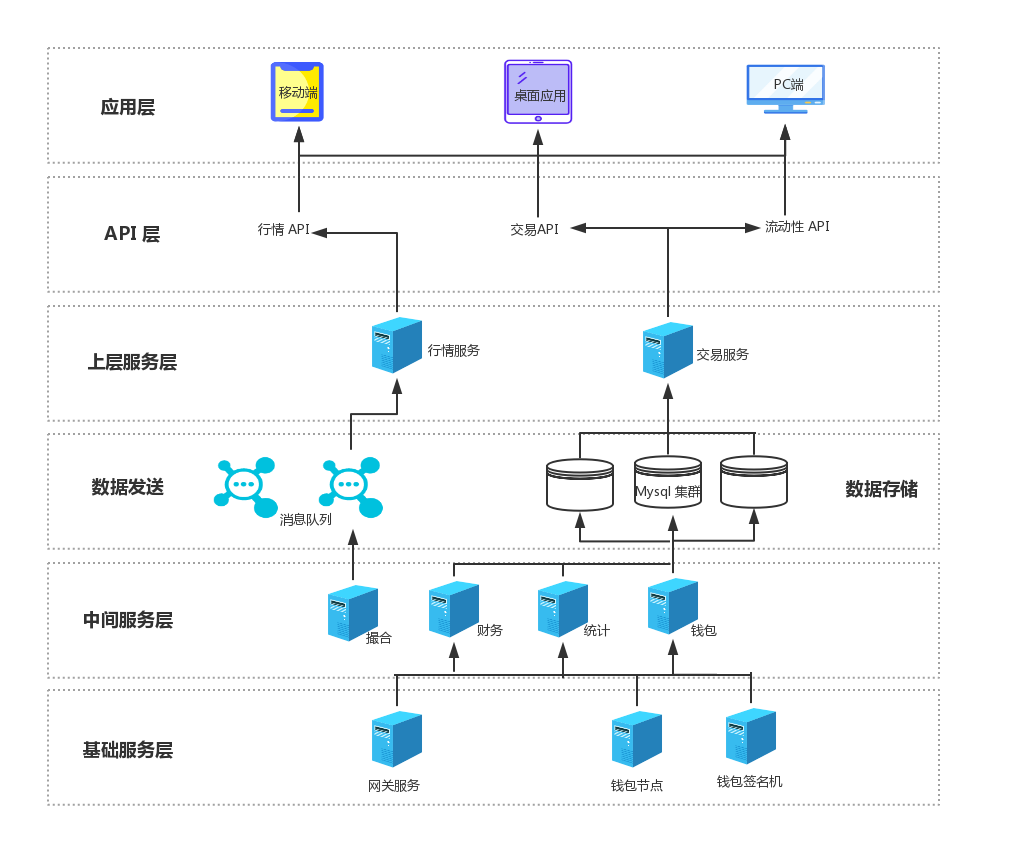 应用层
移动端
桌面应用
PC端
API 层
行情 API
交易API
流动性 API
上层服务层
行情服务
交易服务
数据发送
消息队列
Mysql 集群
数据存储
中间服务层
撮合
财务
统计
钱包
基础服务层
网关服务
钱包节点
钱包签名机